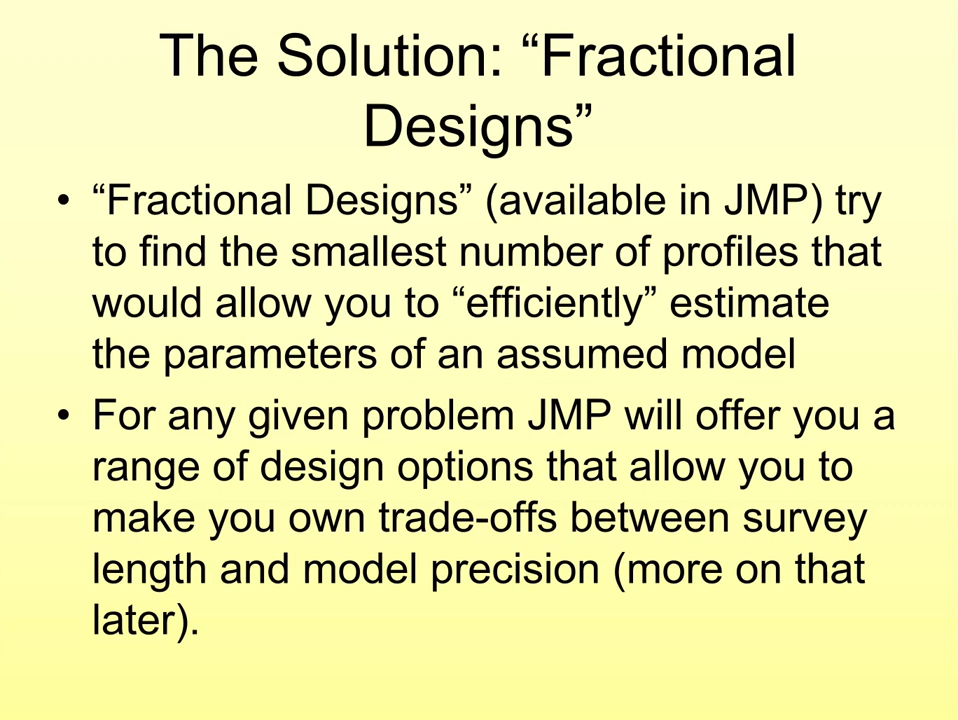 The Solution: “Fractional
Designs”
• “Fractional Designs” (available in JMP) try
to find the smallest number of profiles that
would allow you to “efficiently” estimate
the parameters of an assumed model
• For any given problem JMP will offer you a
range of design options that allow you to
make you own trade-offs between survey
length and model precision (more on that
later).